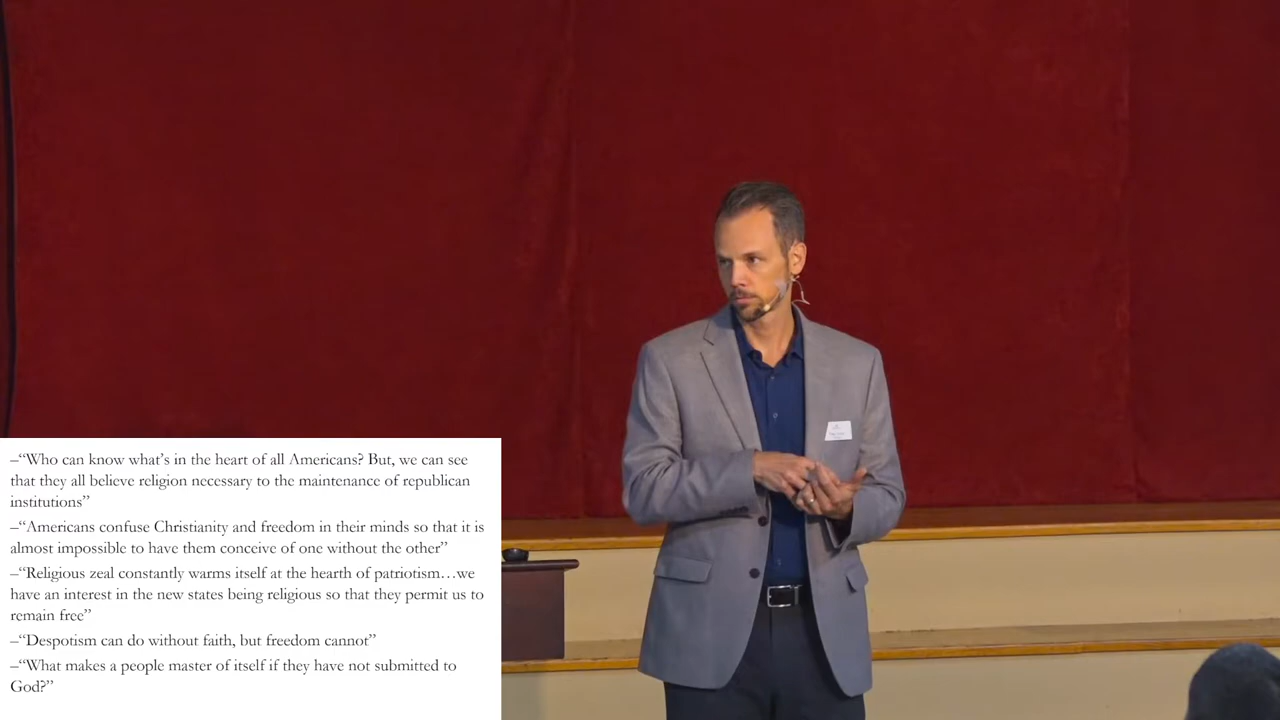 –“Who can know what’s in the heart of all Americans? But, we can see
that they all believe religion necessary to the maintenance of republican
institutions”
–“Americans confuse Christianity and freedom in their minds so that it is
almost impossible to have them conceive of one without the other”
–“Religious zeal constantly warms itself at the hearth of patriotism…we
have an interest in the new states being religious so that they permit us to
remain free”
–“Despotism can do without faith, but freedom cannot”
–“What makes a people master of itself if they have not submitted to
God?”